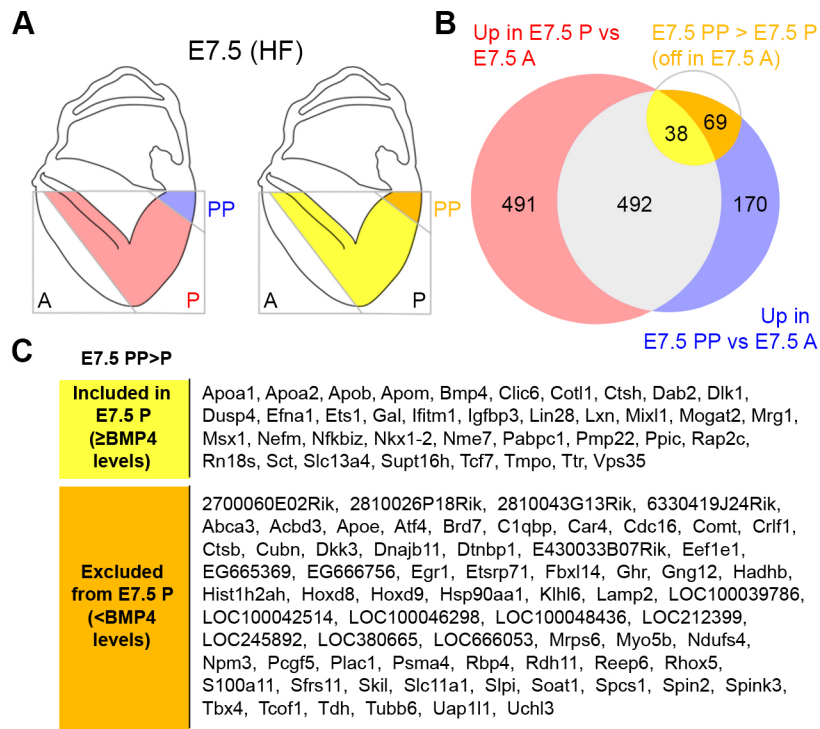 A
E7.5 (HF)
PP
A
P
PP
A
P
B
Up in E7.5 P vs
E7.5 A
E7.5 PP > E7.5 P
(off in E7.5 A)
38
69
491
492
170
Up in
E7.5 PP vs E7.5 A
C
E7.5 PP>P
Included in
E7.5 P
(≥BMP4
levels)
Apoa1, Apoa2, Apob, Apom, Bmp4, Clic6, Cotl1, Ctsh, Dab2, Dlk1,
Dusp4, Efna1, Ets1, Gal, Ifitm1, Igfbp3, Lin28, Lxn, Mixl1, Mogat2, Mrg1,
Msx1, Nefm, Nfkbiz, Nkx1-2, Nme7, Pabpc1, Pmp22, Ppic, Rap2c,
Rn18s, Sct, Slc13a4, Supt16h, Tcf7, Tmpo, Ttr, Vps35
Excluded
from E7.5 P
(<BMP4
levels)
2700060E02Rik, 2810026P18Rik, 2810043G13Rik, 6330419J24Rik,
Abca3, Acbd3, Apoe, Atf4, Brd7, C1qbp, Car4, Cdc16, Comt, Crlf1,
Ctsb, Cubn, Dkk3, Dnajb11, Dtnbp1, E430033B07Rik, Eef1e1,
EG665369, EG666756, Egr1, Etsrp71, Fbxl14, Ghr, Gng12, Hadhb,
Hist1h2ah, Hoxd8, Hoxd9, Hsp90aa1, Klhl6, Lamp2, LOC100039786,
LOC100042514, LOC100046298, LOC100048436, LOC212399,
LOC245892, LOC380665, LOC666053, Mrps6, Myo5b, Ndufs4,
Npm3, Pcgf5, Plac1, Psma4, Rbp4, Rdh11, Reep6, Rhox5,
S100a11, Sfrs11, Skil, Slc11a1, Slpi, Soat1, Spcs1, Spin2, Spink3,
Tbx4, Tcof1, Tdh, Tubb6, Uap1l1, Uchl3